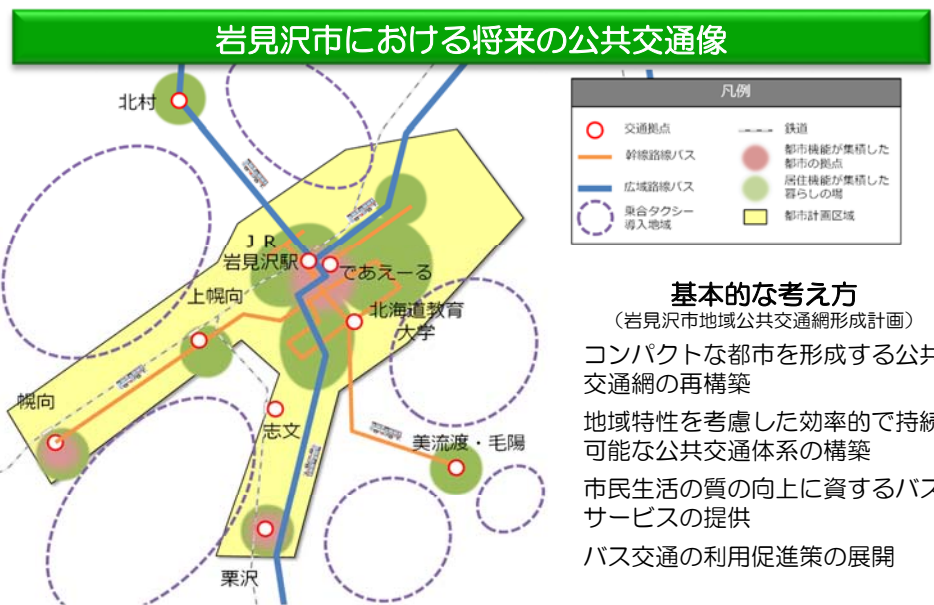 岩見沢市における将来の公共交通像
北村
ＪＲ
岩見沢駅
であえーる
上幌向
北海道教育
大学
幌向
志文
美流渡・毛陽
栗沢
凡例
交通拠点
幹線路線バス
広域路線バス
乗合タクシー
導入地域
鉄道
都市機能が集積した
都市の拠点
居住機能が集積した
暮らしの場
都市計画区域
基本的な考え方
（岩見沢市地域公共交通網形成計画）
コンパクトな都市を形成する公共
交通網の再構築
地域特性を考慮した効率的で持続
可能な公共交通体系の構築
市民生活の質の向上に資するバス
サービスの提供
バス交通の利用促進策の展開